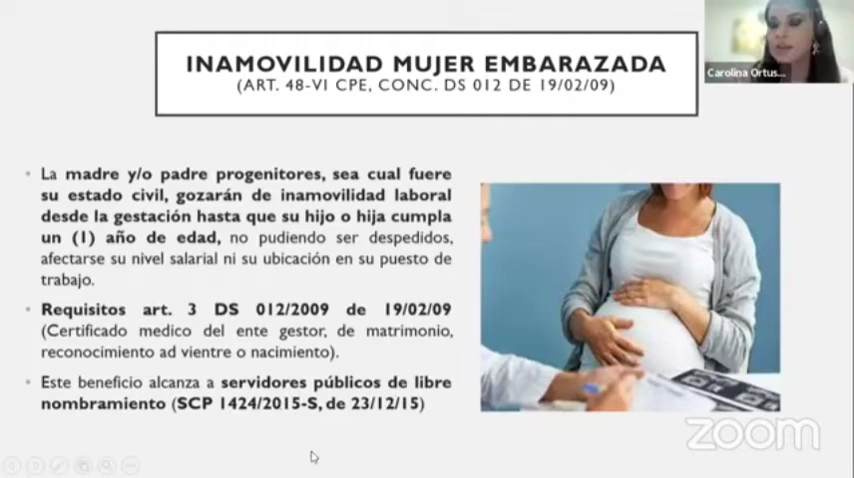 INAMOVILIDAD MUJER EMBARAZADA
(ART. 48-VI CPE, CONC. DS 012 DE 19/02/09)
Carolina Ortus...
• La madre y/o padre progenitores, sea cual fuere
su estado civil, gozarán de inamovilidad laboral
desde la gestación hasta que su hijo o hija cumpla
un (1) año de edad, no pudiendo ser despedidos,
afectarse su nivel salarial ni su ubicación en su puesto de
trabajo.
• Requisitos art. 3 DS 012/2009 de 19/02/09
(Certificado medico del ente gestor, de matrimonio,
reconocimiento ad vientre o nacimiento).
• Este beneficio alcanza a servidores públicos de libre
nombramiento (SCP 1424/2015-S, de 23/12/15)
zoom